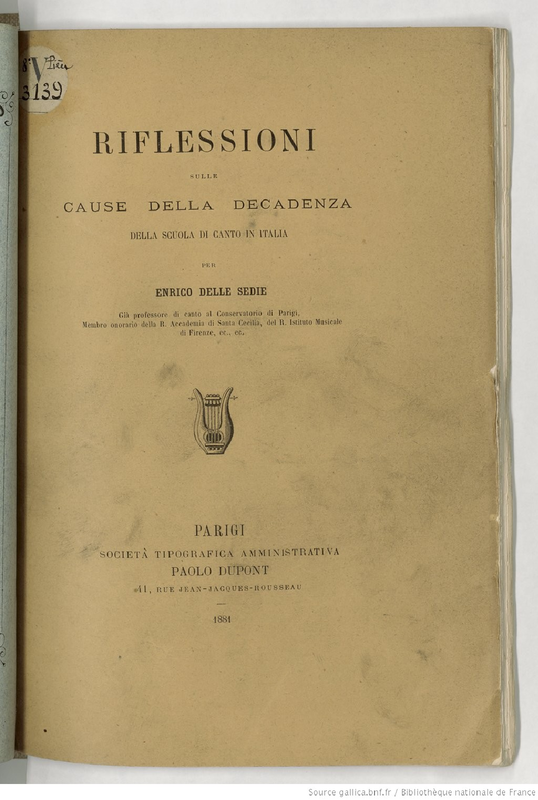 8° V Pièce
3139
RIFLESSIONI
SULLE
CAUSE DELLA DECADENZA
DELLA SCUOLA DI CANTO IN ITALIA
PER
ENRICO DELLE SEDIE
Già professore di canto al Conservatorio di Parigi,
Membro onorario della R. Accademia di Santa Cecilia, del R. Istituto Musicale
di Firenze, ec., ec.
PARIGI
SOCIETÀ TIPOGRAFICA AMMINISTRATIVA
PAOLO DUPONT
41, RUE JEAN-JACQUES-ROUSSEAU
1881
Source gallica.bnf.fr / Bibliothèque nationale de France